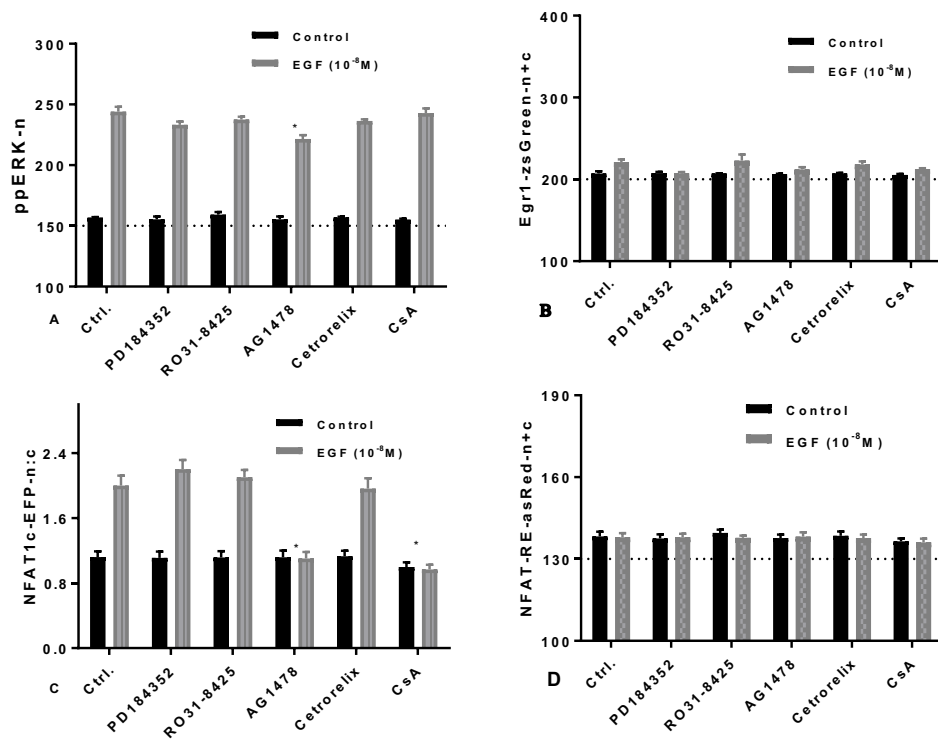 Control
EGF (10⁻⁸M)
300
250
200
150
100
ppERK-n
Ctrl.
PD184352
RO31-8425
AG1478
Cetrorelix
CsA
*
A
Control
EGF (10⁻⁸M)
400
300
200
100
Egr1-zsGreen-n+c
Ctrl.
PD184352
RO31-8425
AG1478
Cetrorelix
CsA
B
Control
EGF (10⁻⁸M)
2.4
1.6
0.8
0.0
NFAT1c-EFP-n:c
Ctrl.
PD184352
RO31-8425
AG1478
Cetrorelix
CsA
*
*
C
Control
EGF (10⁻⁸M)
190
160
130
100
NFAT-RE-asRed-n+c
Ctrl.
PD184352
RO31-8425
AG1478
Cetrorelix
CsA
D